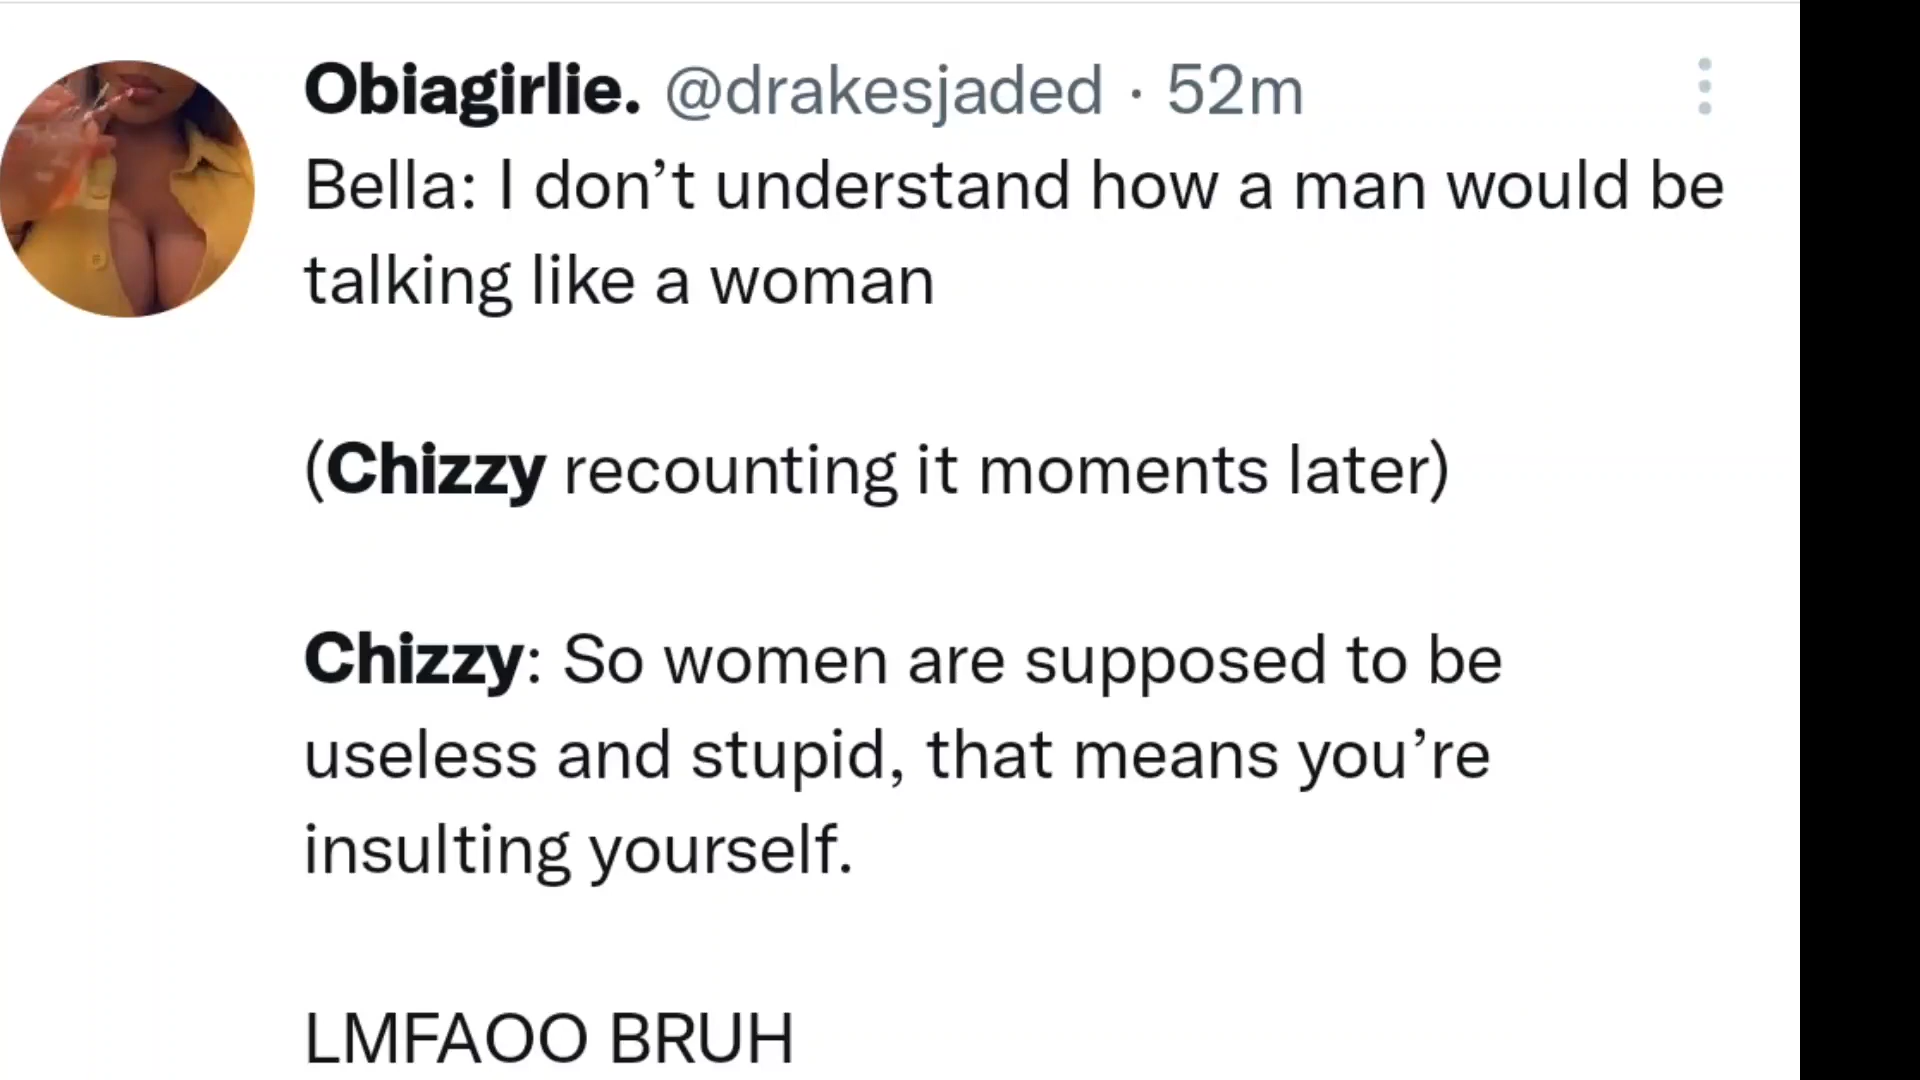 Obiagirlie. @drakesjaded · 52m
Bella: I don’t understand how a man would be
talking like a woman
(Chizzy recounting it moments later)
Chizzy: So women are supposed to be
useless and stupid, that means you’re
insulting yourself.
LMFAOO BRUH